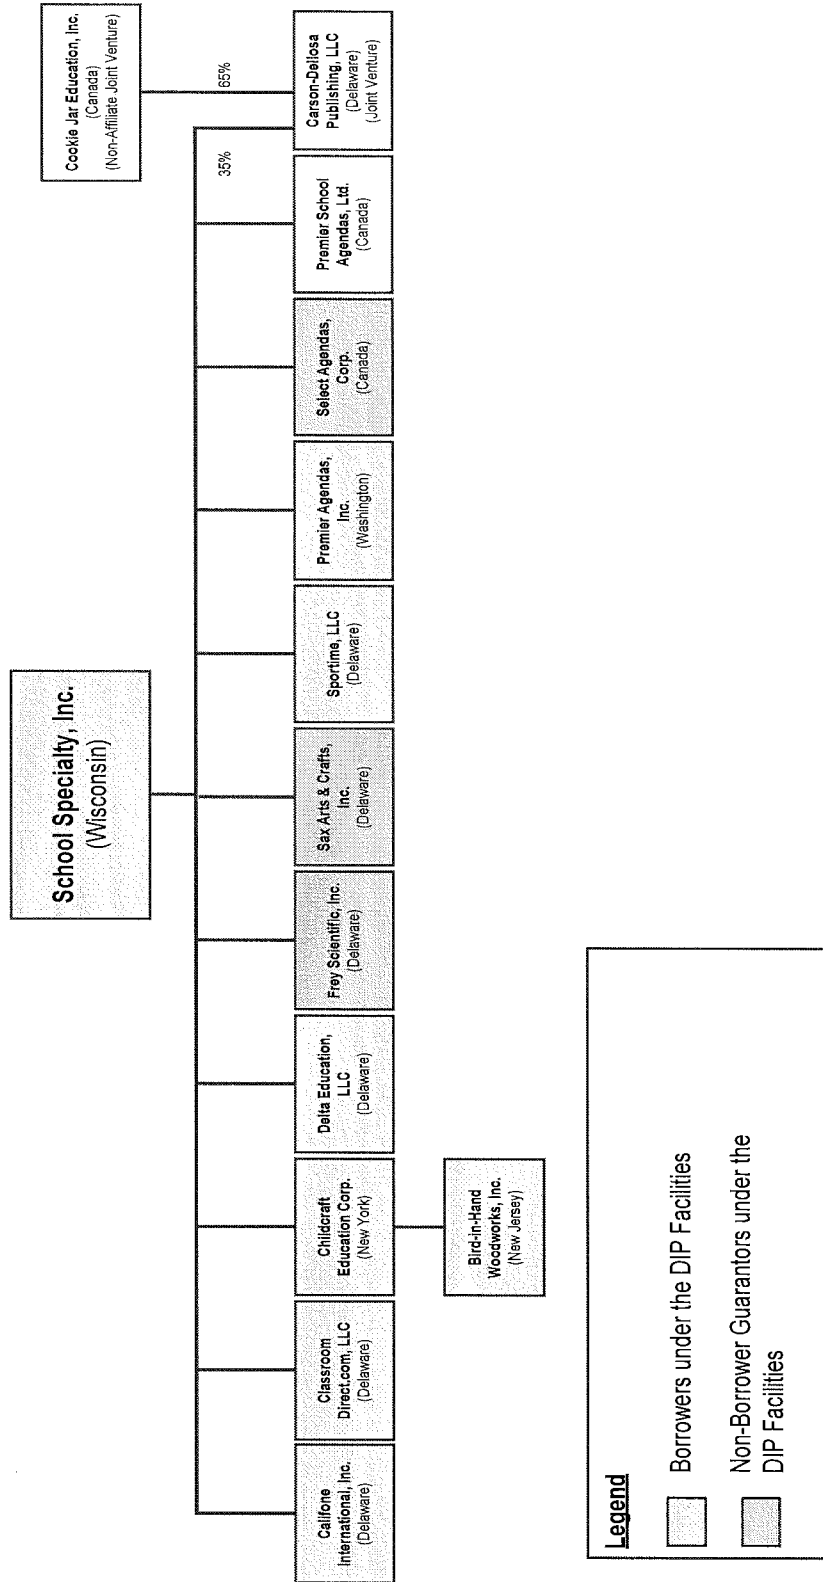 School Specialty, Inc.
(Wisconsin)
Cookie Jar Education, Inc.
(Canada)
(Non-Affiliate Joint Venture)
35%
65%
Califone
International, Inc.
(Delaware)
Classroom
Direct.com, LLC
(Delaware)
Childcraft
Education Corp.
(New York)
Delta Education,
LLC
(Delaware)
Frey Scientific, Inc.
(Delaware)
Sax Arts & Crafts,
Inc.
(Delaware)
Sportime, LLC
(Delaware)
Premier Agendas,
Inc.
(Washington)
Select Agendas,
Corp.
(Canada)
Premier School
Agendas, Ltd.
(Canada)
Carson-Dellosa
Publishing, LLC
(Delaware)
(Joint Venture)
Bird-in-Hand
Woodworks, Inc.
(New Jersey)
Legend
Borrowers under the DIP Facilities
Non-Borrower Guarantors under the
DIP Facilities